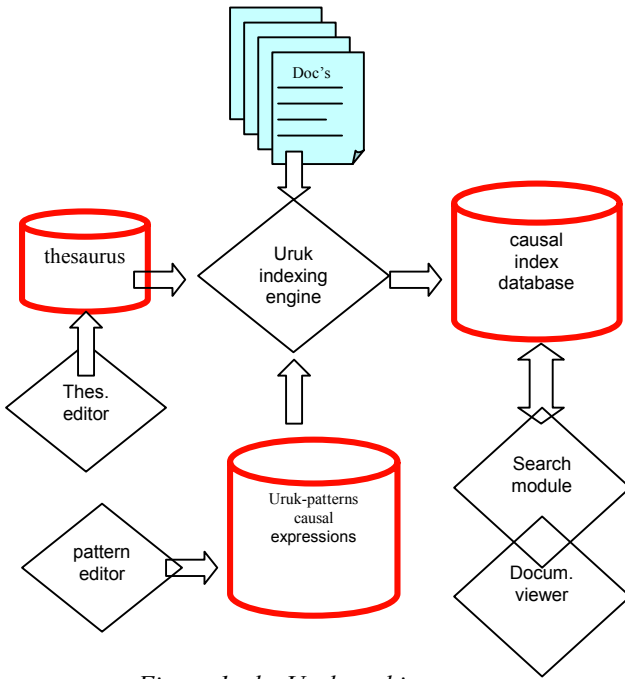 Doc's
thesaurus
Uruk
indexing
engine
causal
index
database
Thes.
editor
Search
module
Uruk-patterns
causal
expressions
pattern
editor
Docum.
viewer